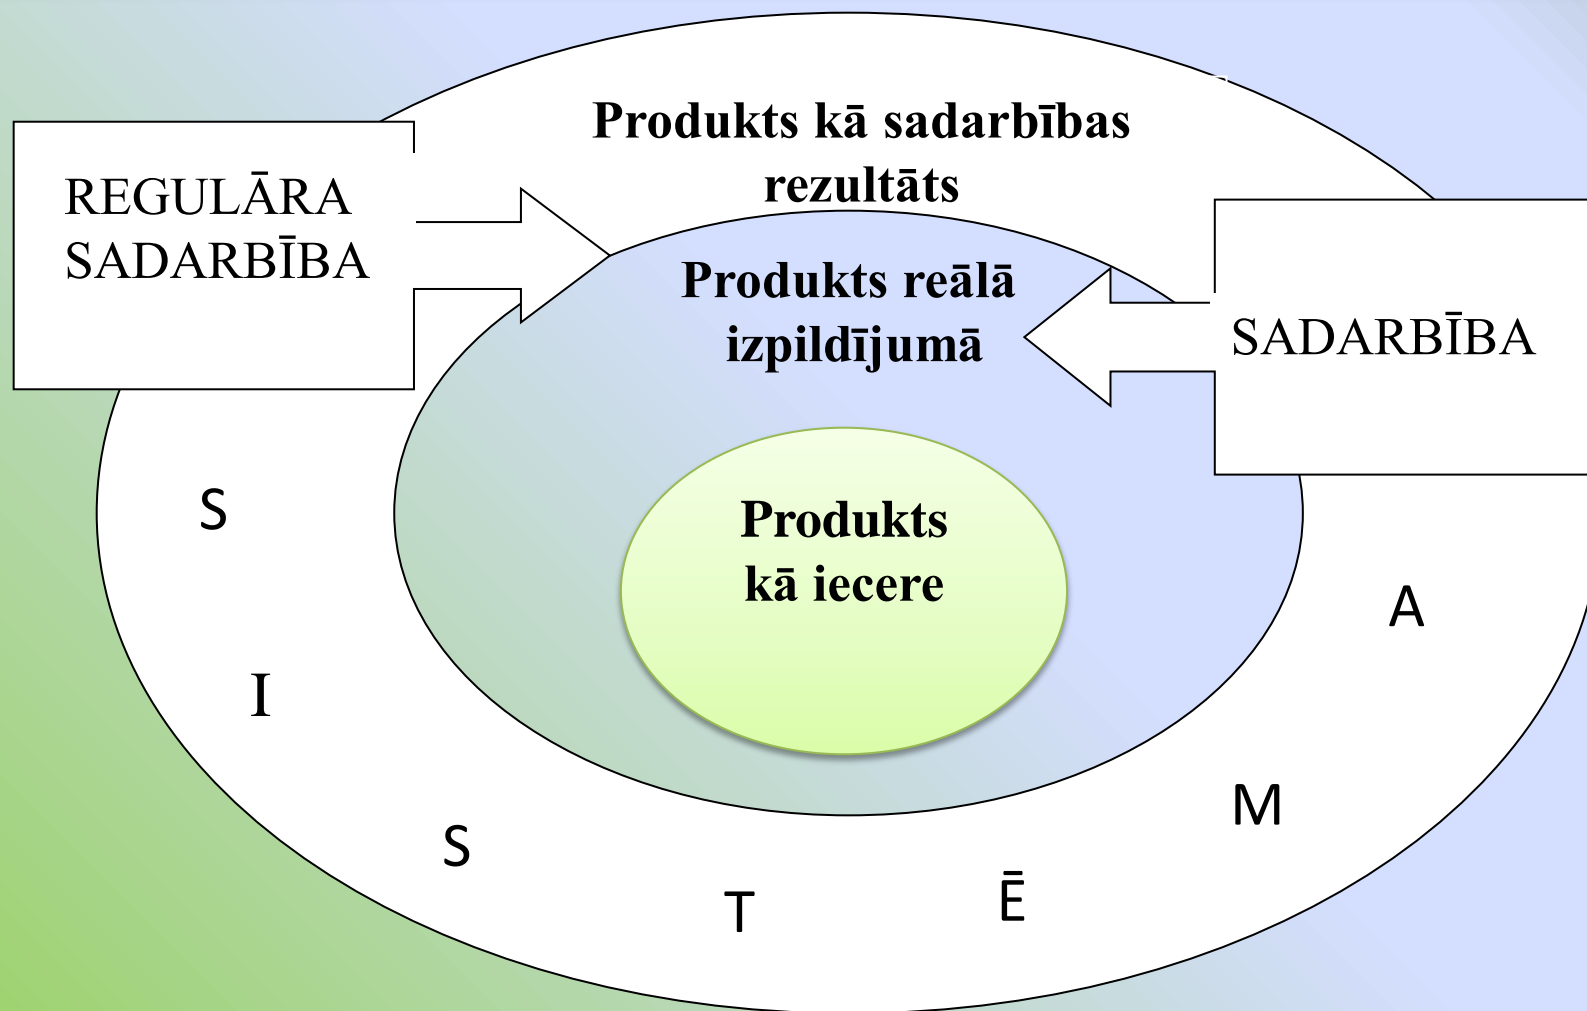 Produkts kā sadarbības
rezultāts
REGULĀRA
SADARBĪBA
Produkts reālā
izpildījumā
SADARBĪBA
Produkts
kā iecere
S
I
S
T
Ē
M
A